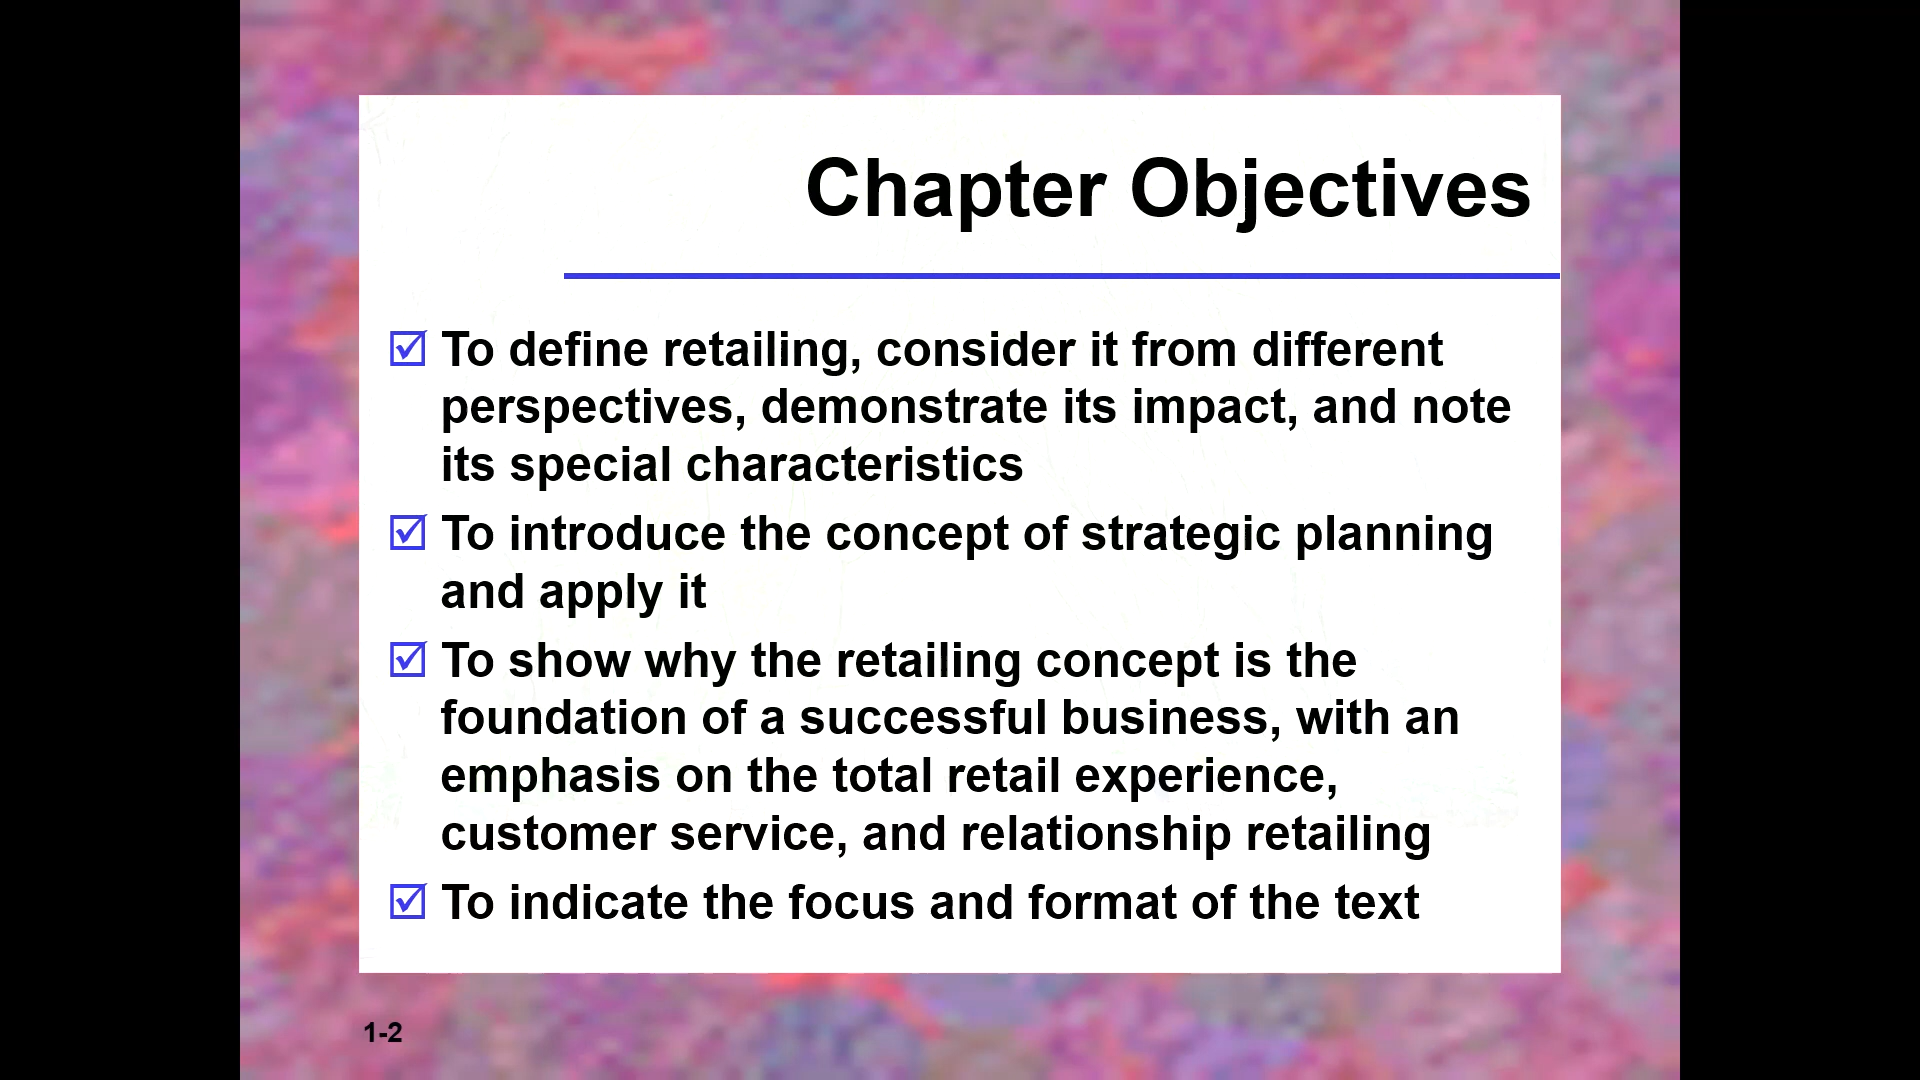 Chapter Objectives
To define retailing, consider it from different
perspectives, demonstrate its impact, and note
its special characteristics
To introduce the concept of strategic planning
and apply it
To show why the retailing concept is the
foundation of a successful business, with an
emphasis on the total retail experience,
customer service, and relationship retailing
To indicate the focus and format of the text
1-2